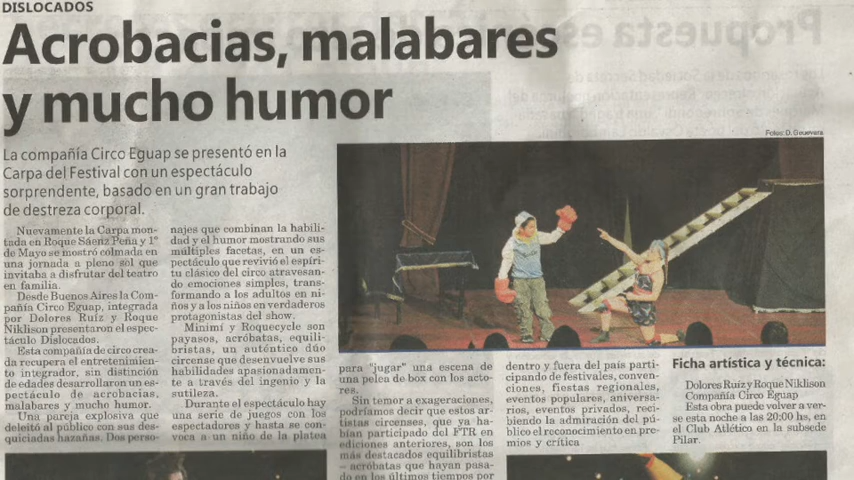 DISLOCADOS
Acrobacias, malabares
y mucho humor
Fotos: D. Guevara
La compañía Circo Eguap se presentó en la
Carpa del Festival con un espectáculo
sorprendente, basado en un gran trabajo
de destreza corporal.
Nuevamente la Carpa mon-
tada en Roque Sáenz Peña y 1º
de Mayo se mostró colmada en
una jornada a pleno sol que
invitaba a disfrutar del teatro
en familia.
Desde Buenos Aires la Com-
pañía Circo Eguap, integrada
por Dolores Ruiz y Roque
Niklison presentaron el espec-
táculo Dislocados.
Esta compañía de circo crea-
da recupera el entretenimien-
to integrador, sin distinción
de edades desarrollaron un es-
pectáculo de acrobacias,
malabares y mucho humor.
Una pareja explosiva que
deleitó al público con sus des-
quiciadas hazañas. Dos perso-
najes que combinan la habili-
dad y el humor mostrando sus
múltiples facetas, en un es-
pectáculo que revivió el espíri-
tu clásico del circo atravesan-
do emociones simples, trans-
formando a los adultos en ni-
ños y a los niños en verdaderos
protagonistas del show.
Minimí y Roquecycle son
payasos, acróbatas, equili-
bristas, un auténtico dúo
circense que desenvuelve sus
habilidades apasionadamen-
te a través del ingenio y la
sutileza.
Durante el espectáculo hay
una serie de juegos con los
espectadores y hasta se con-
voca a un niño de la platea
para "jugar" una escena de
una pelea de box con los acto-
res.
Sin temor a exageraciones,
podríamos decir que estos ar-
tistas circenses, que ya ha-
bían participado del FTR en
ediciones anteriores, son los
más destacados equilibristas
– acróbatas que hayan pasa-
do en los últimos tiempos por
dentro y fuera del país parti-
cipando de festivales, conven-
ciones, fiestas regionales,
eventos populares, aniversa-
rios, eventos privados, reci-
biendo la admiración del pú-
blico el reconocimiento en pre-
mios y crítica
Ficha artística y técnica:
Dolores Ruíz y Roque Niklison
Compañía Circo Eguap
Esta obra puede volver a ver-
se esta noche a las 20:00 hs, en
el Club Atlético en la subsede
Pilar.